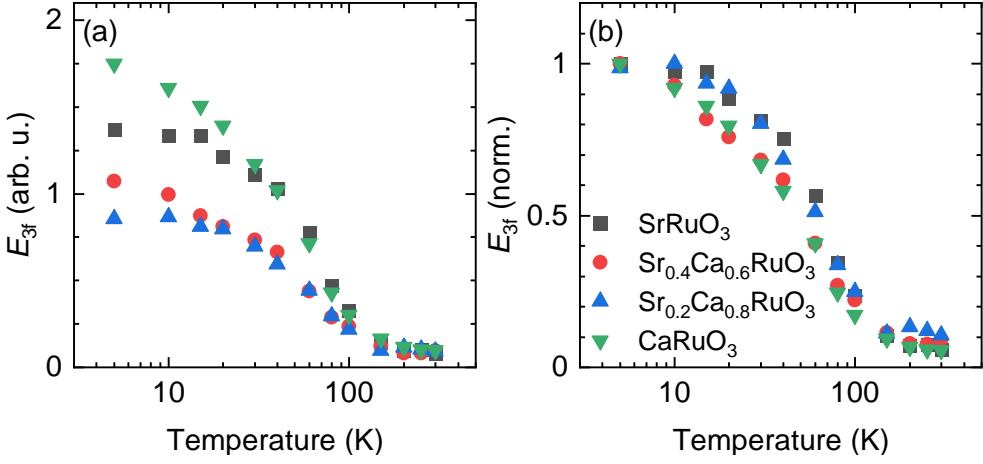 (a)
2
1
0
E3f (arb. u.)
10
100
Temperature (K)
(b)
1
0.5
0
E3f (norm.)
SrRuO3
Sr0.4Ca0.6RuO3
Sr0.2Ca0.8RuO3
CaRuO3
10
100
Temperature (K)